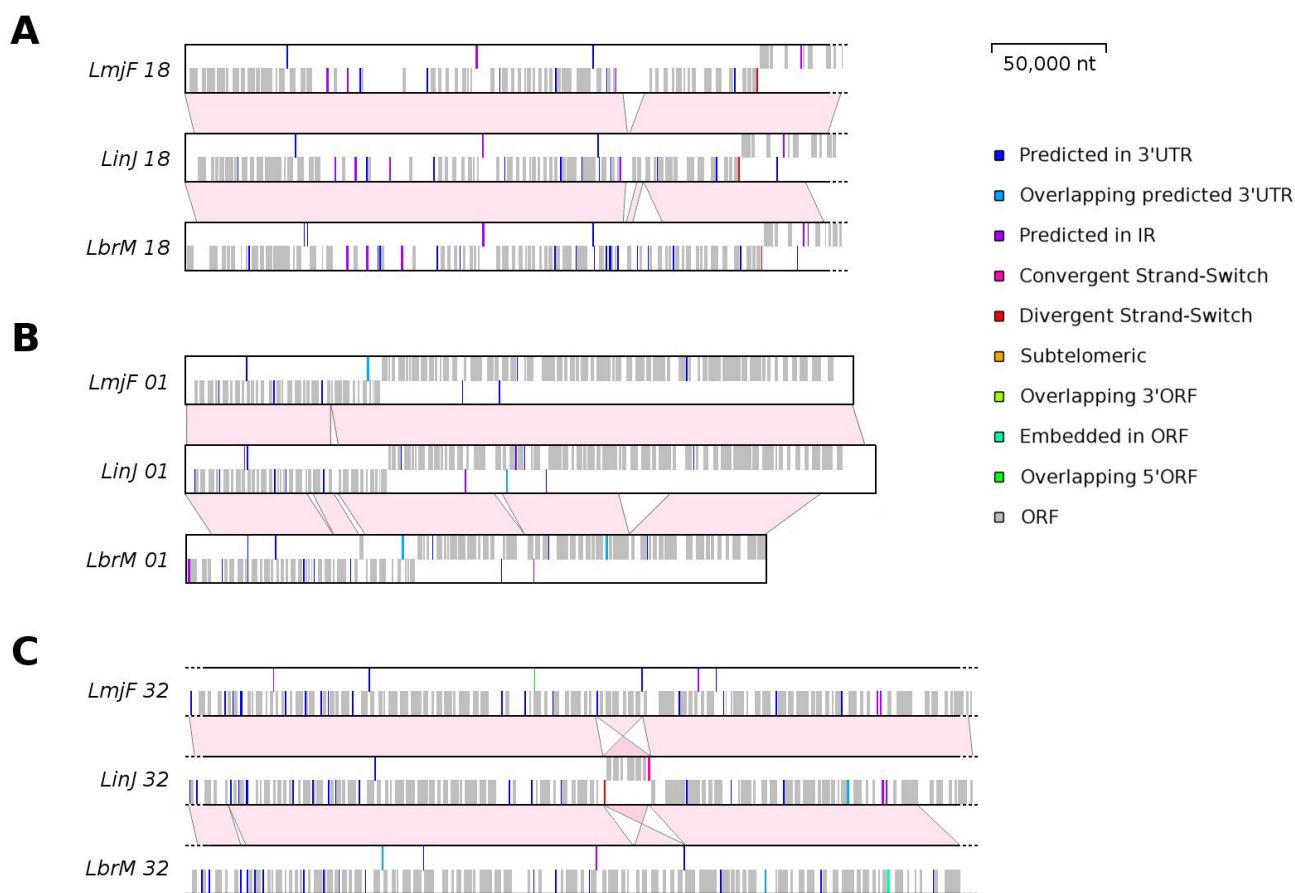 A
LmjF 18
LinJ 18
LbrM 18
50,000 nt
Predicted in 3'UTR
Overlapping predicted 3'UTR
Predicted in IR
Convergent Strand-Switch
Divergent Strand-Switch
Subtelomeric
Overlapping 3'ORF
Embedded in ORF
Overlapping 5'ORF
ORF
B
LmjF 01
LinJ 01
LbrM 01
C
LmjF 32
LinJ 32
LbrM 32